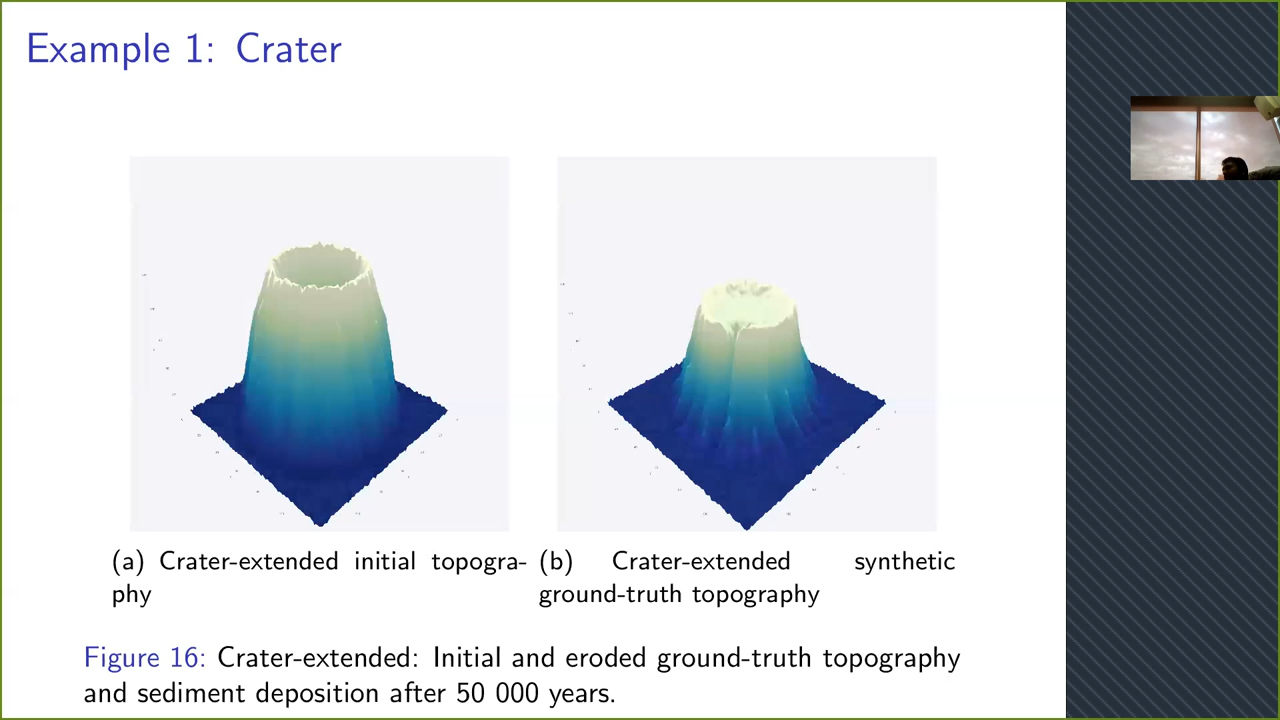 Example 1: Crater
(a) Crater-extended initial topogra-
phy
(b) Crater-extended synthetic
ground-truth topography
Figure 16: Crater-extended: Initial and eroded ground-truth topography
and sediment deposition after 50 000 years.